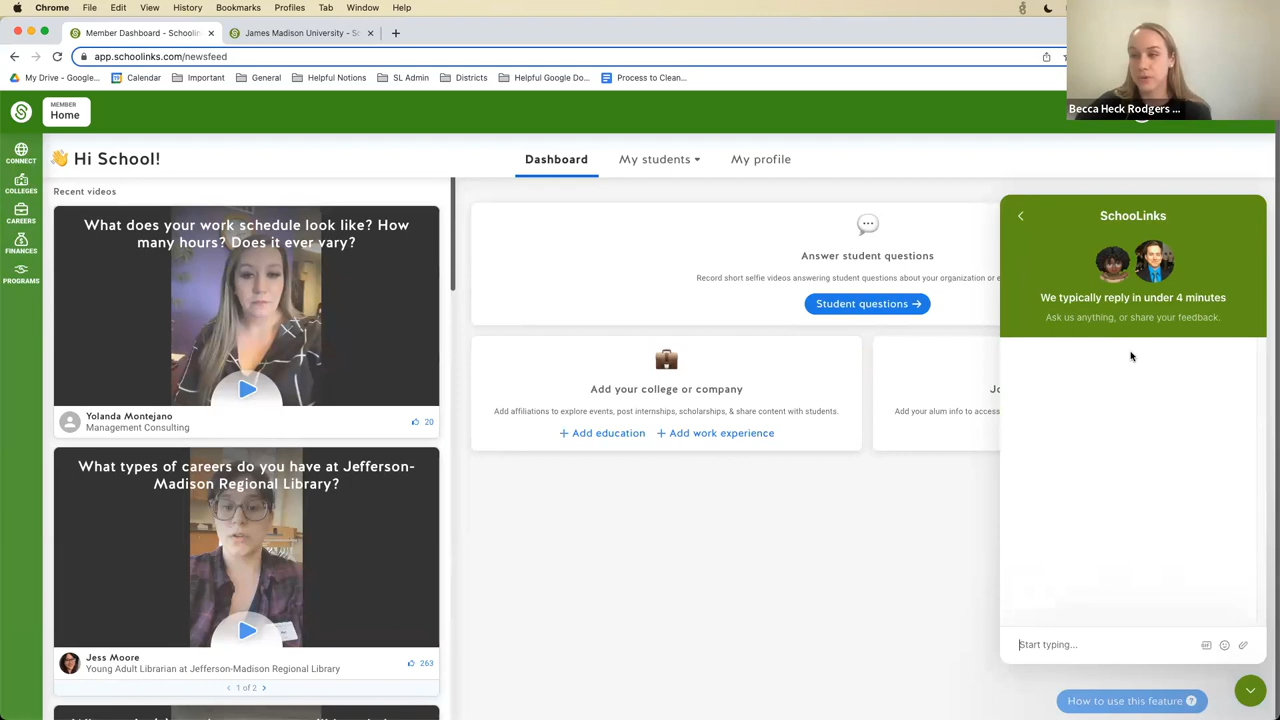 Chrome File Edit View History Bookmarks Profiles Tab Window Help
Member Dashboard - Schoolin
James Madison University - Sc
app.schoolinks.com/newsfeed
My Drive - Google...
Calendar
Important
General
Helpful Notions
SL Admin
Districts
Helpful Google Do...
Process to Clean...
Becca Heck Rodgers ...
MEMBER
Home
CONNECT
COLLEGES
CAREERS
FINANCES
PROGRAMS
Hi School!
Dashboard
My students
My profile
Recent videos
What does your work schedule look like? How
many hours? Does it ever vary?
Yolanda Montejano
Management Consulting
20
What types of careers do you have at Jefferson-
Madison Regional Library?
Jess Moore
Young Adult Librarian at Jefferson-Madison Regional Library
263
1 of 2
Answer student questions
Record short selfie videos answering student questions about your organization or e
Student questions →
Add your college or company
Add affiliations to explore events, post internships, scholarships, & share content with students.
+ Add education
+ Add work experience
Jo
Add your alum info to access
SchooLinks
We typically reply in under 4 minutes
Ask us anything, or share your feedback.
Start typing...
GIF
How to use this feature ?